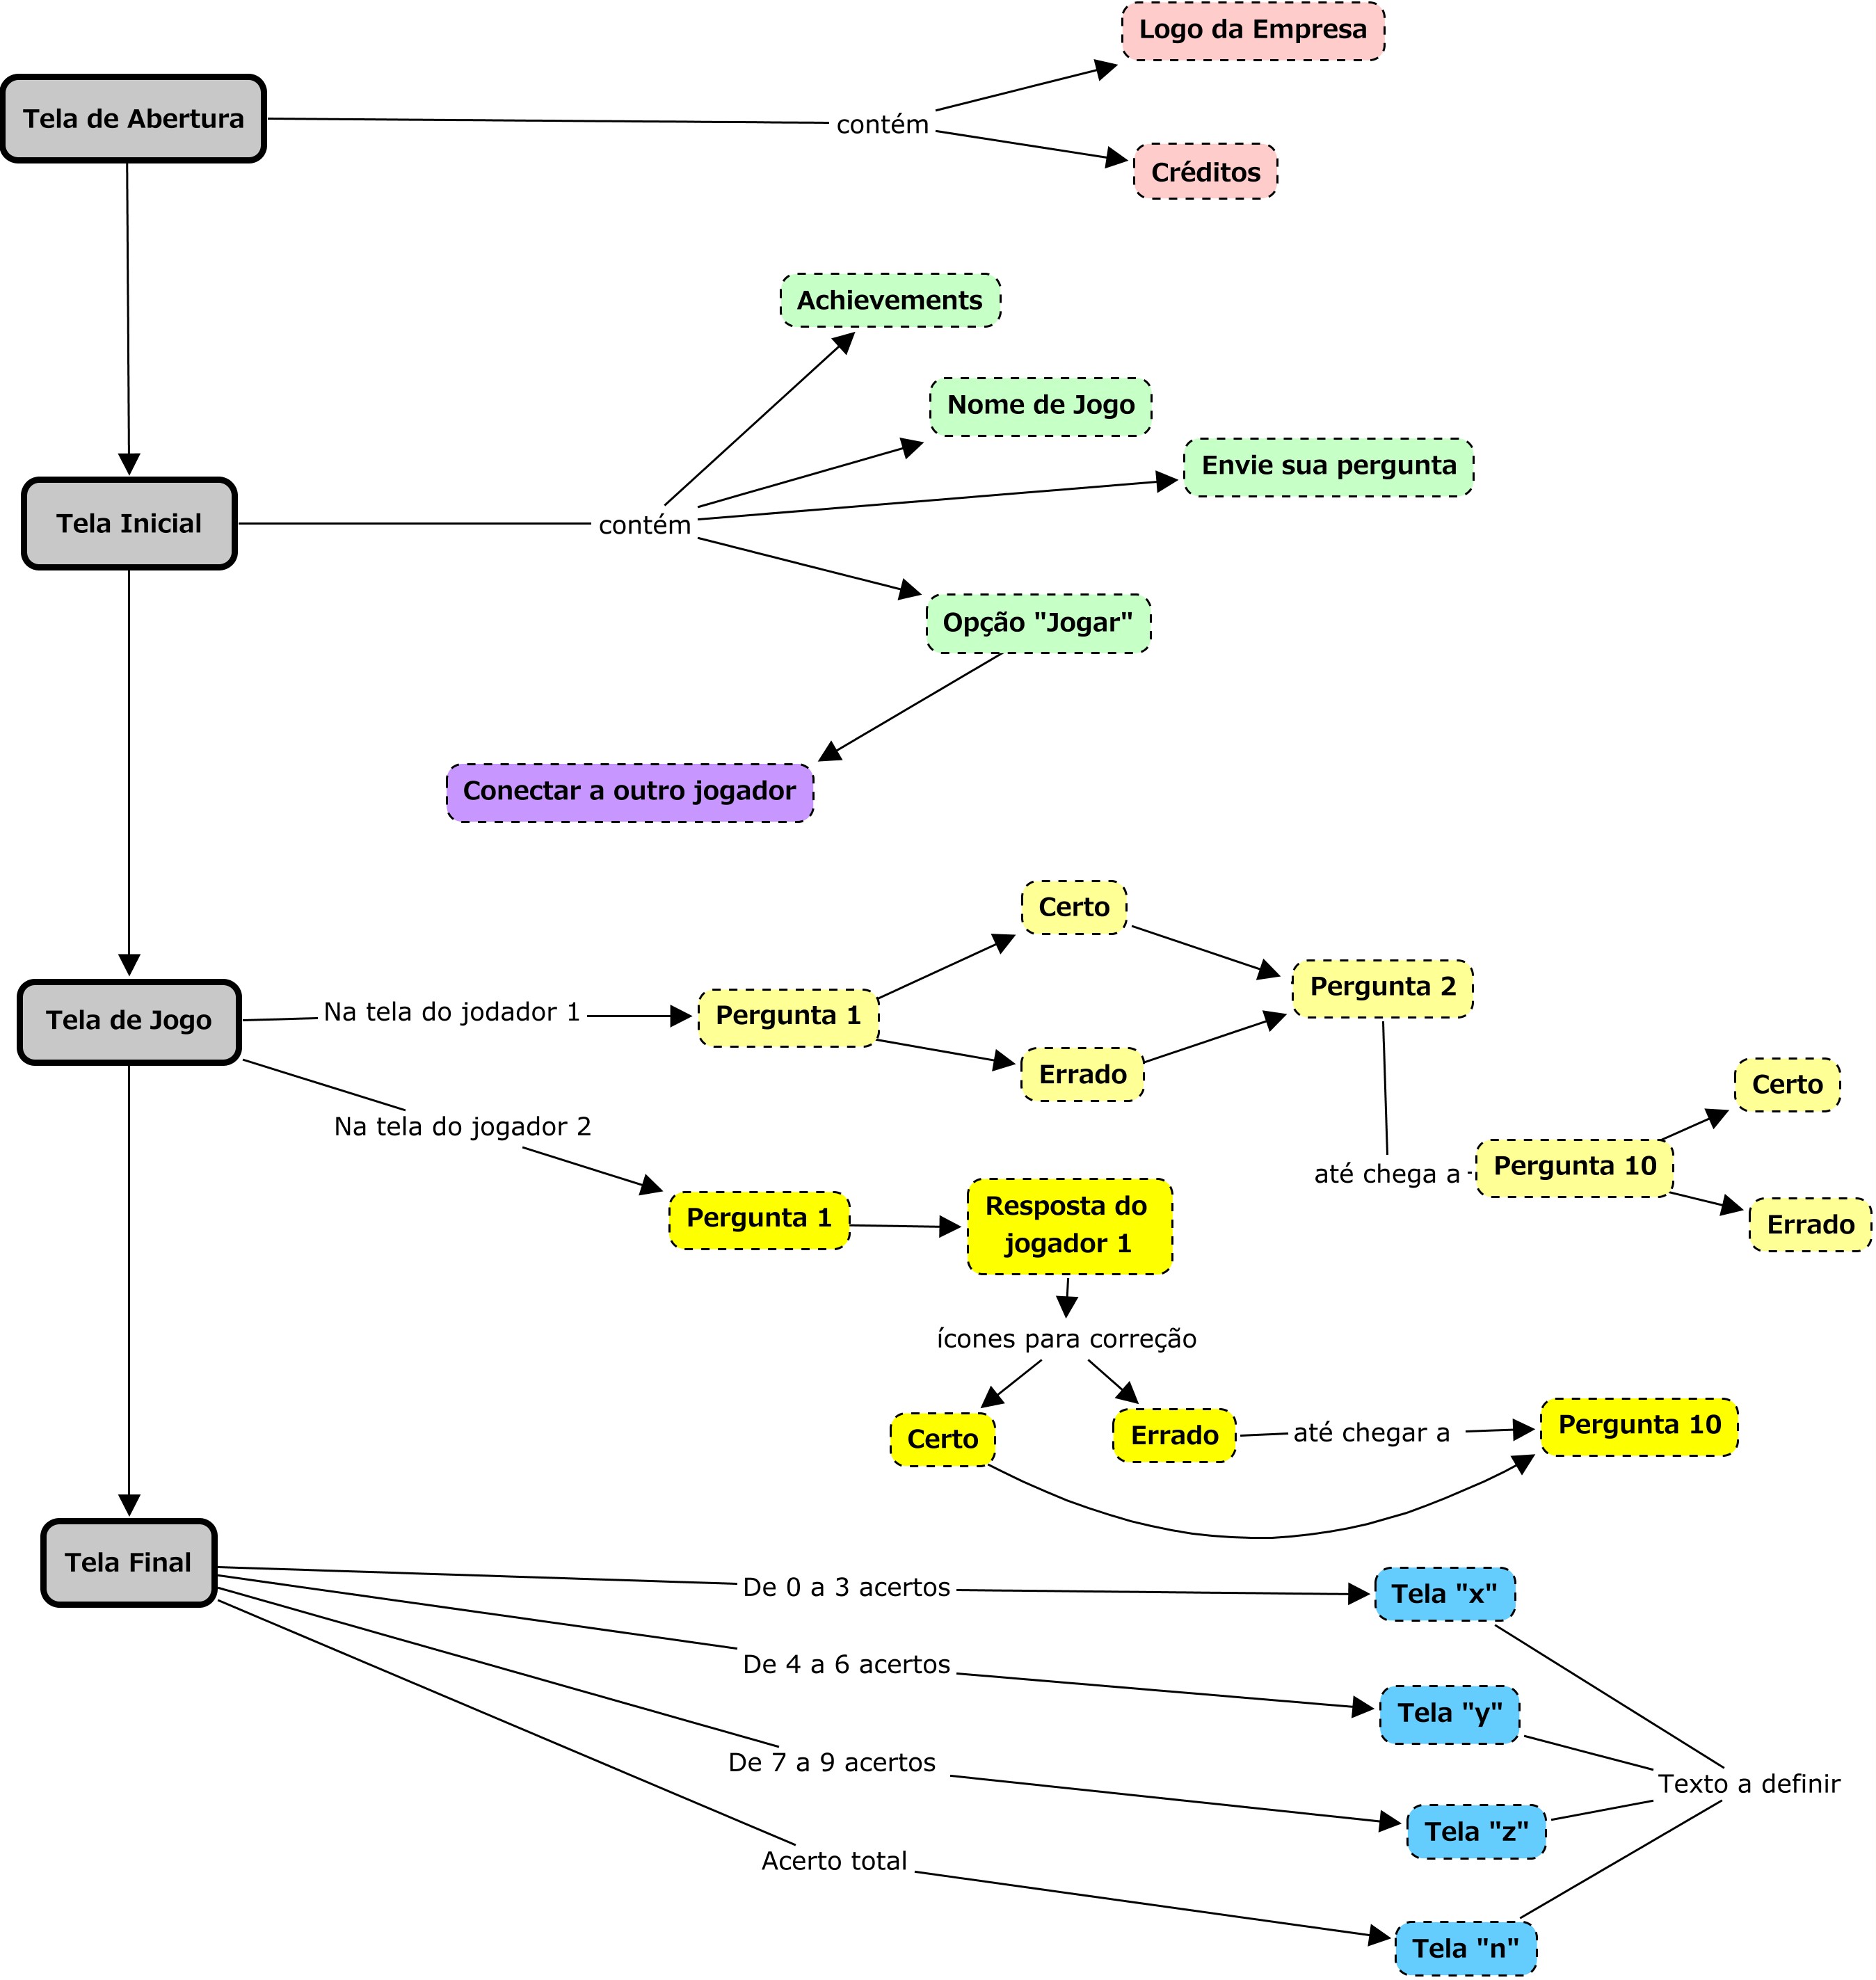 Logo da Empresa
Tela de Abertura
contém
Créditos
Achievements
Nome de Jogo
Envie sua pergunta
Tela Inicial
contém
Opção "Jogar"
Conectar a outro jogador
Certo
Pergunta 2
Tela de Jogo
Na tela do jodador 1
Pergunta 1
Errado
Certo
Na tela do jogador 2
até chega a
Pergunta 10
Errado
Pergunta 1
Resposta do
jogador 1
ícones para correção
Certo
Errado
até chegar a
Pergunta 10
Tela Final
De 0 a 3 acertos
Tela "x"
De 4 a 6 acertos
Tela "y"
De 7 a 9 acertos
Texto a definir
Tela "z"
Acerto total
Tela "n"